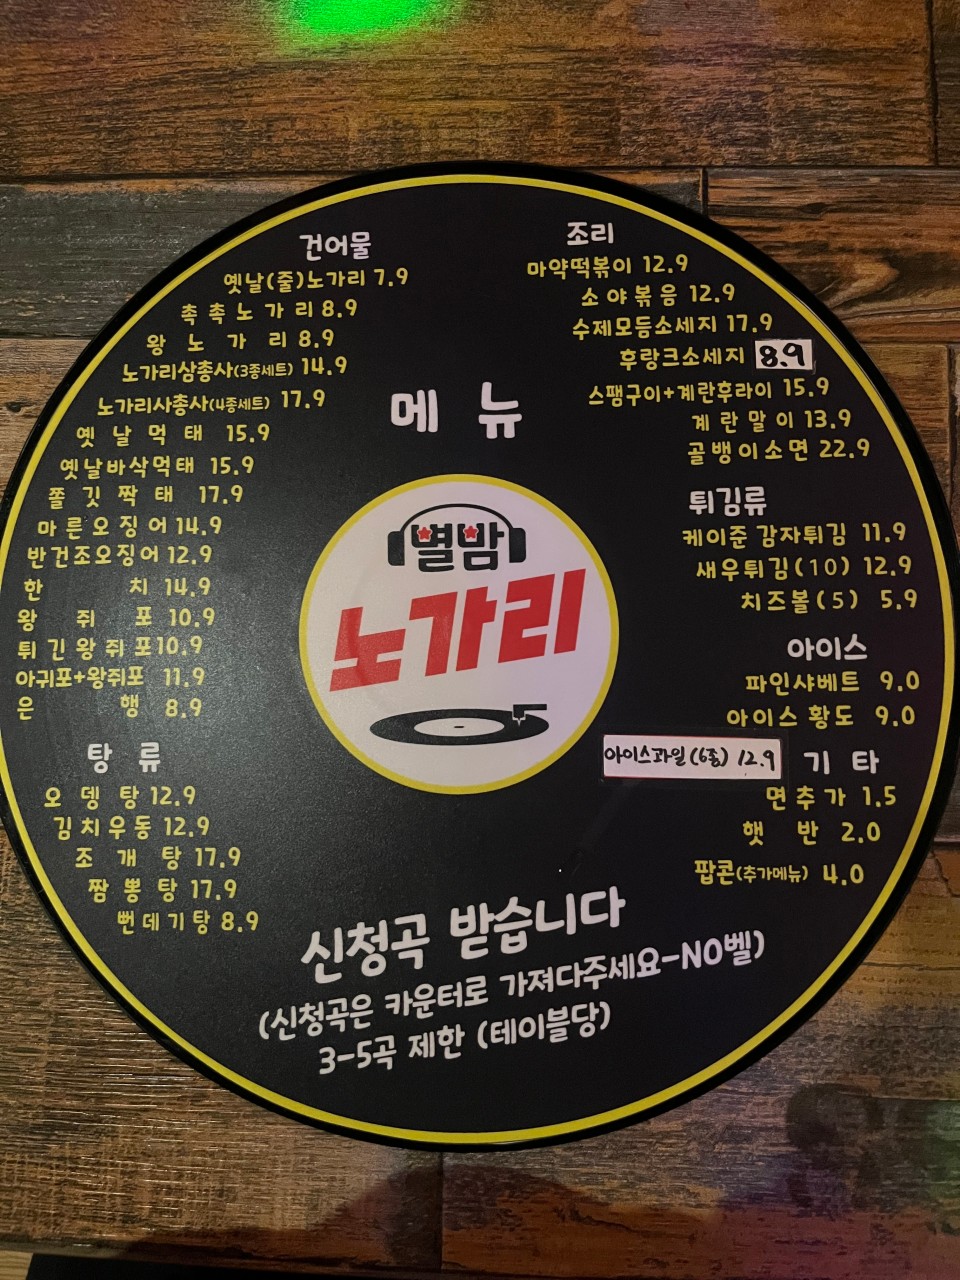 메 뉴
건어물
옛날(줄)노가리 7.9
촉촉노가리 8.9
왕 노 가 리 8.9
노가리삼총사(3종세트) 14.9
노가리사총사(4종세트) 17.9
옛 날 먹 태 15.9
옛날바삭먹태 15.9
쫄 깃 짝 태 17.9
마른오징어 14.9
반건조오징어 12.9
한 치 14.9
왕 쥐 포 10.9
튀긴왕쥐포 10.9
아귀포+왕쥐포 11.9
은 행 8.9
탕 류
오 뎅 탕 12.9
김치우동 12.9
조 개 탕 17.9
짬 뽕 탕 17.9
뻔데기탕 8.9
조리
마약떡볶이 12.9
소야볶음 12.9
수제모듬소세지 17.9
후랑크소세지 8.9
스팸구이+계란후라이 15.9
계란말이 13.9
골뱅이소면 22.9
튀김류
케이준 감자튀김 11.9
새우튀김(10) 12.9
치즈볼(5) 5.9
아이스
파인샤베트 9.0
아이스 황도 9.0
아이스과일(6종) 12.9
기 타
면추가 1.5
햇 반 2.0
팝콘(추가메뉴) 4.0
별밤
노가리
신청곡 받습니다
(신청곡은 카운터로 가져다주세요-NO벨)
3-5곡 제한 (테이블당)